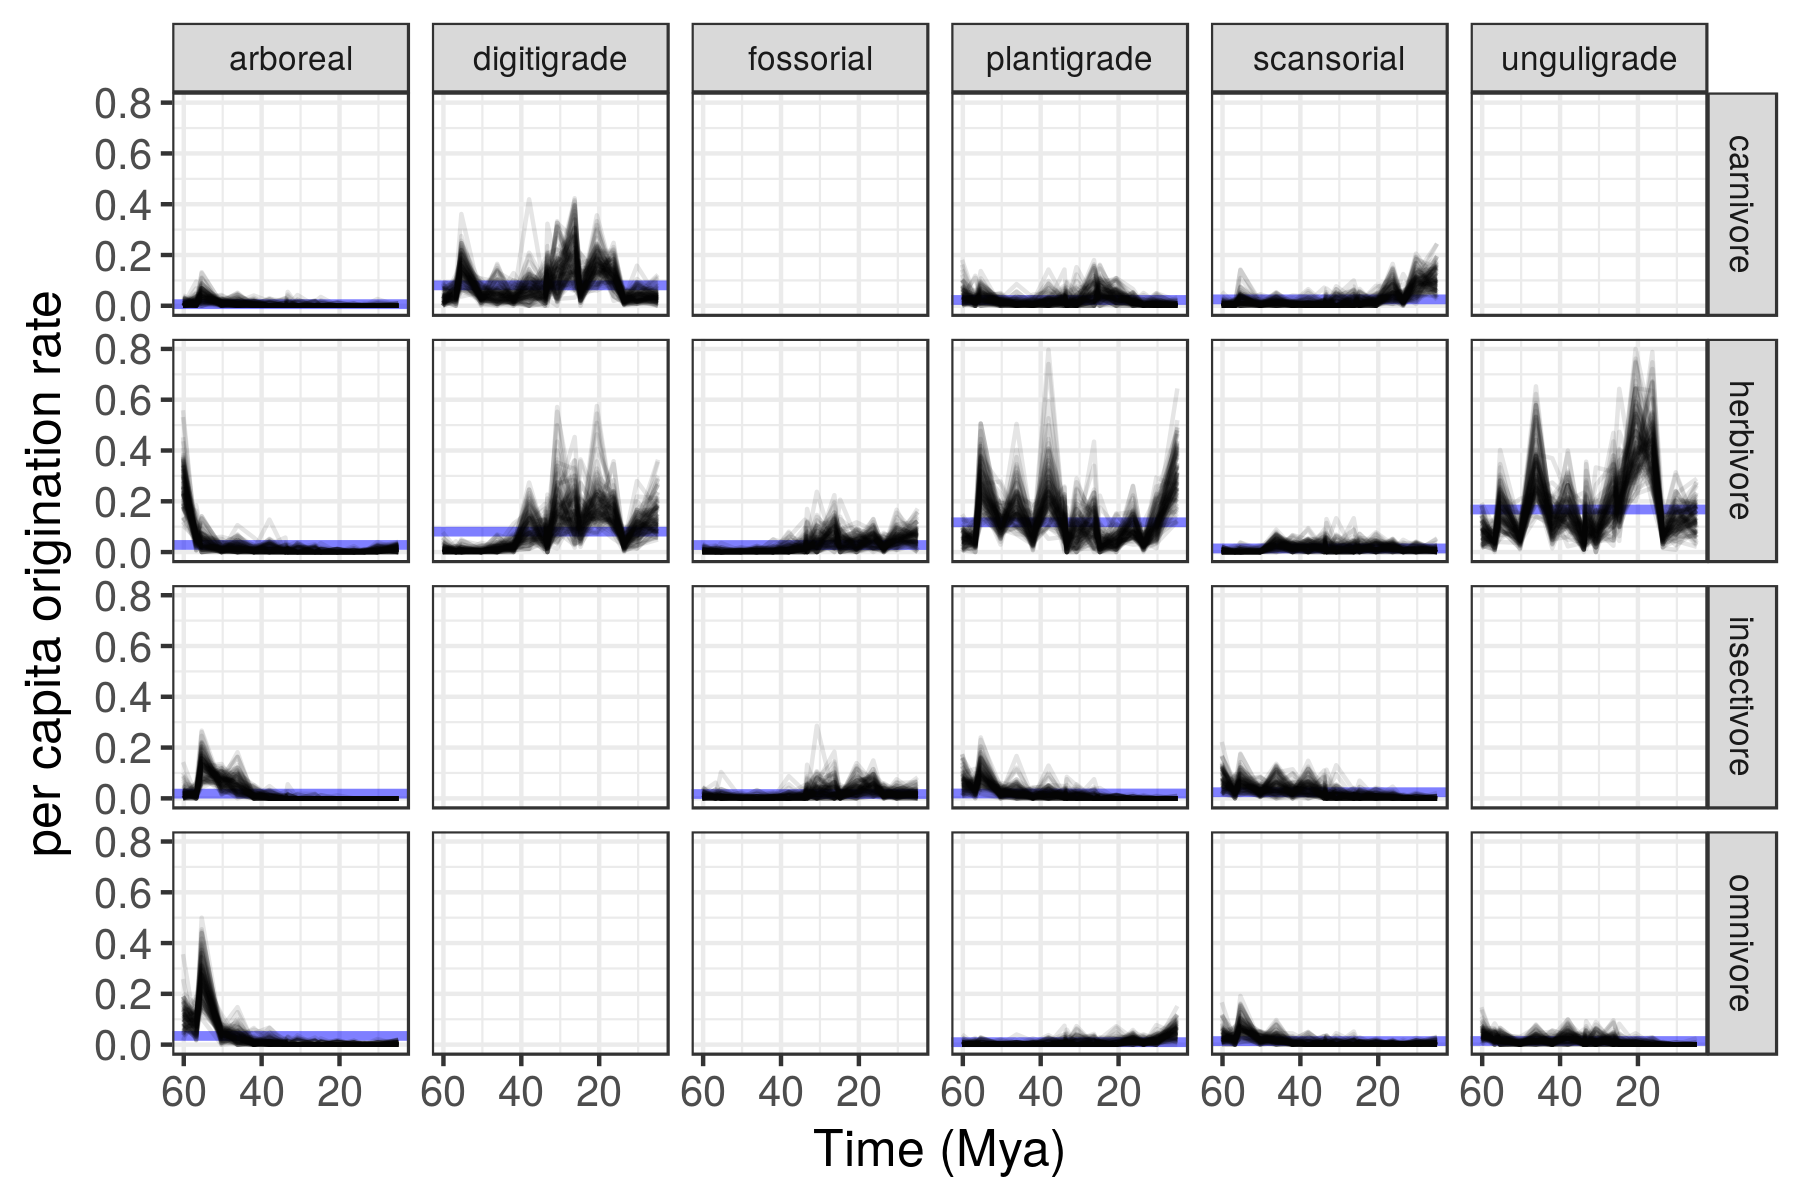 arboreal digitigrade fossorial plantigrade scansorial unguligrade
0.8
0.6
0.4
0.2
0.0
carnivore
0.8
0.6
0.4
0.2
0.0
herbivore
0.8
0.6
0.4
0.2
0.0
insectivore
0.8
0.6
0.4
0.2
0.0
omnivore
per capita origination rate
60 40 20 60 40 20 60 40 20 60 40 20 60 40 20 60 40 20
Time (Mya)